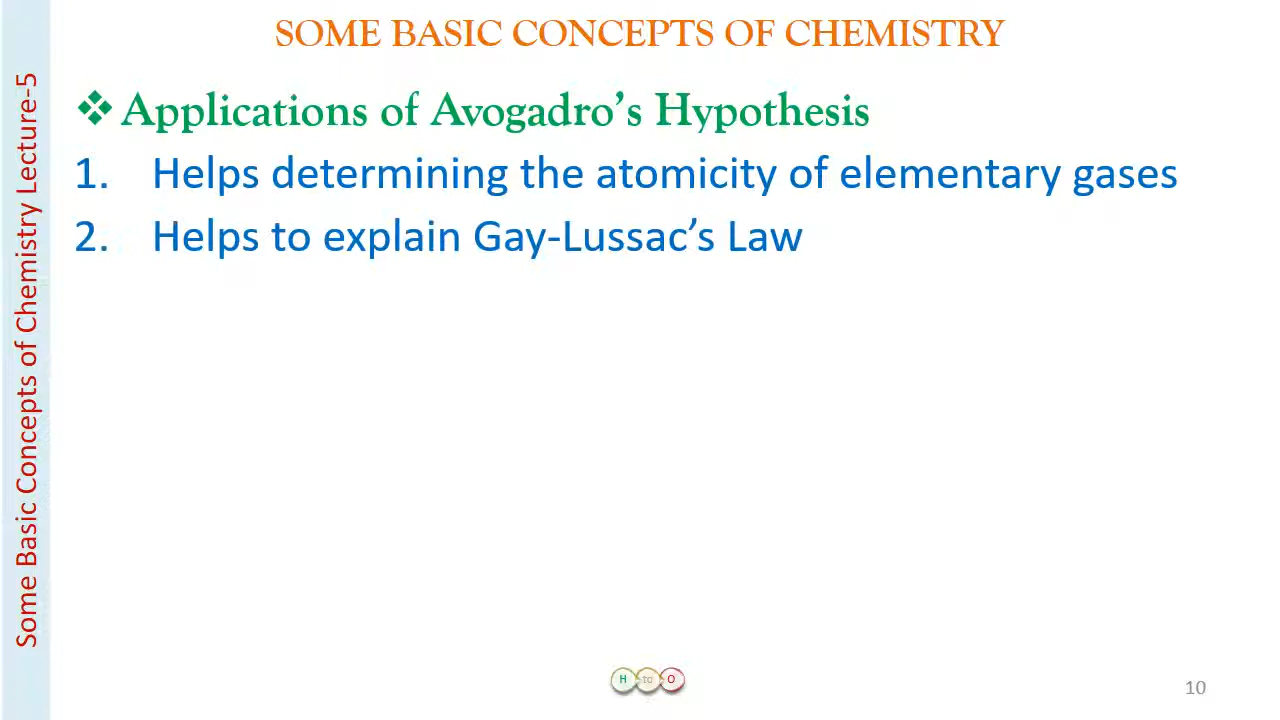 SOME BASIC CONCEPTS OF CHEMISTRY
Some Basic Concepts of Chemistry Lecture-5
❖Applications of Avogadro’s Hypothesis
1. Helps determining the atomicity of elementary gases
2. Helps to explain Gay-Lussac’s Law
H to O
10